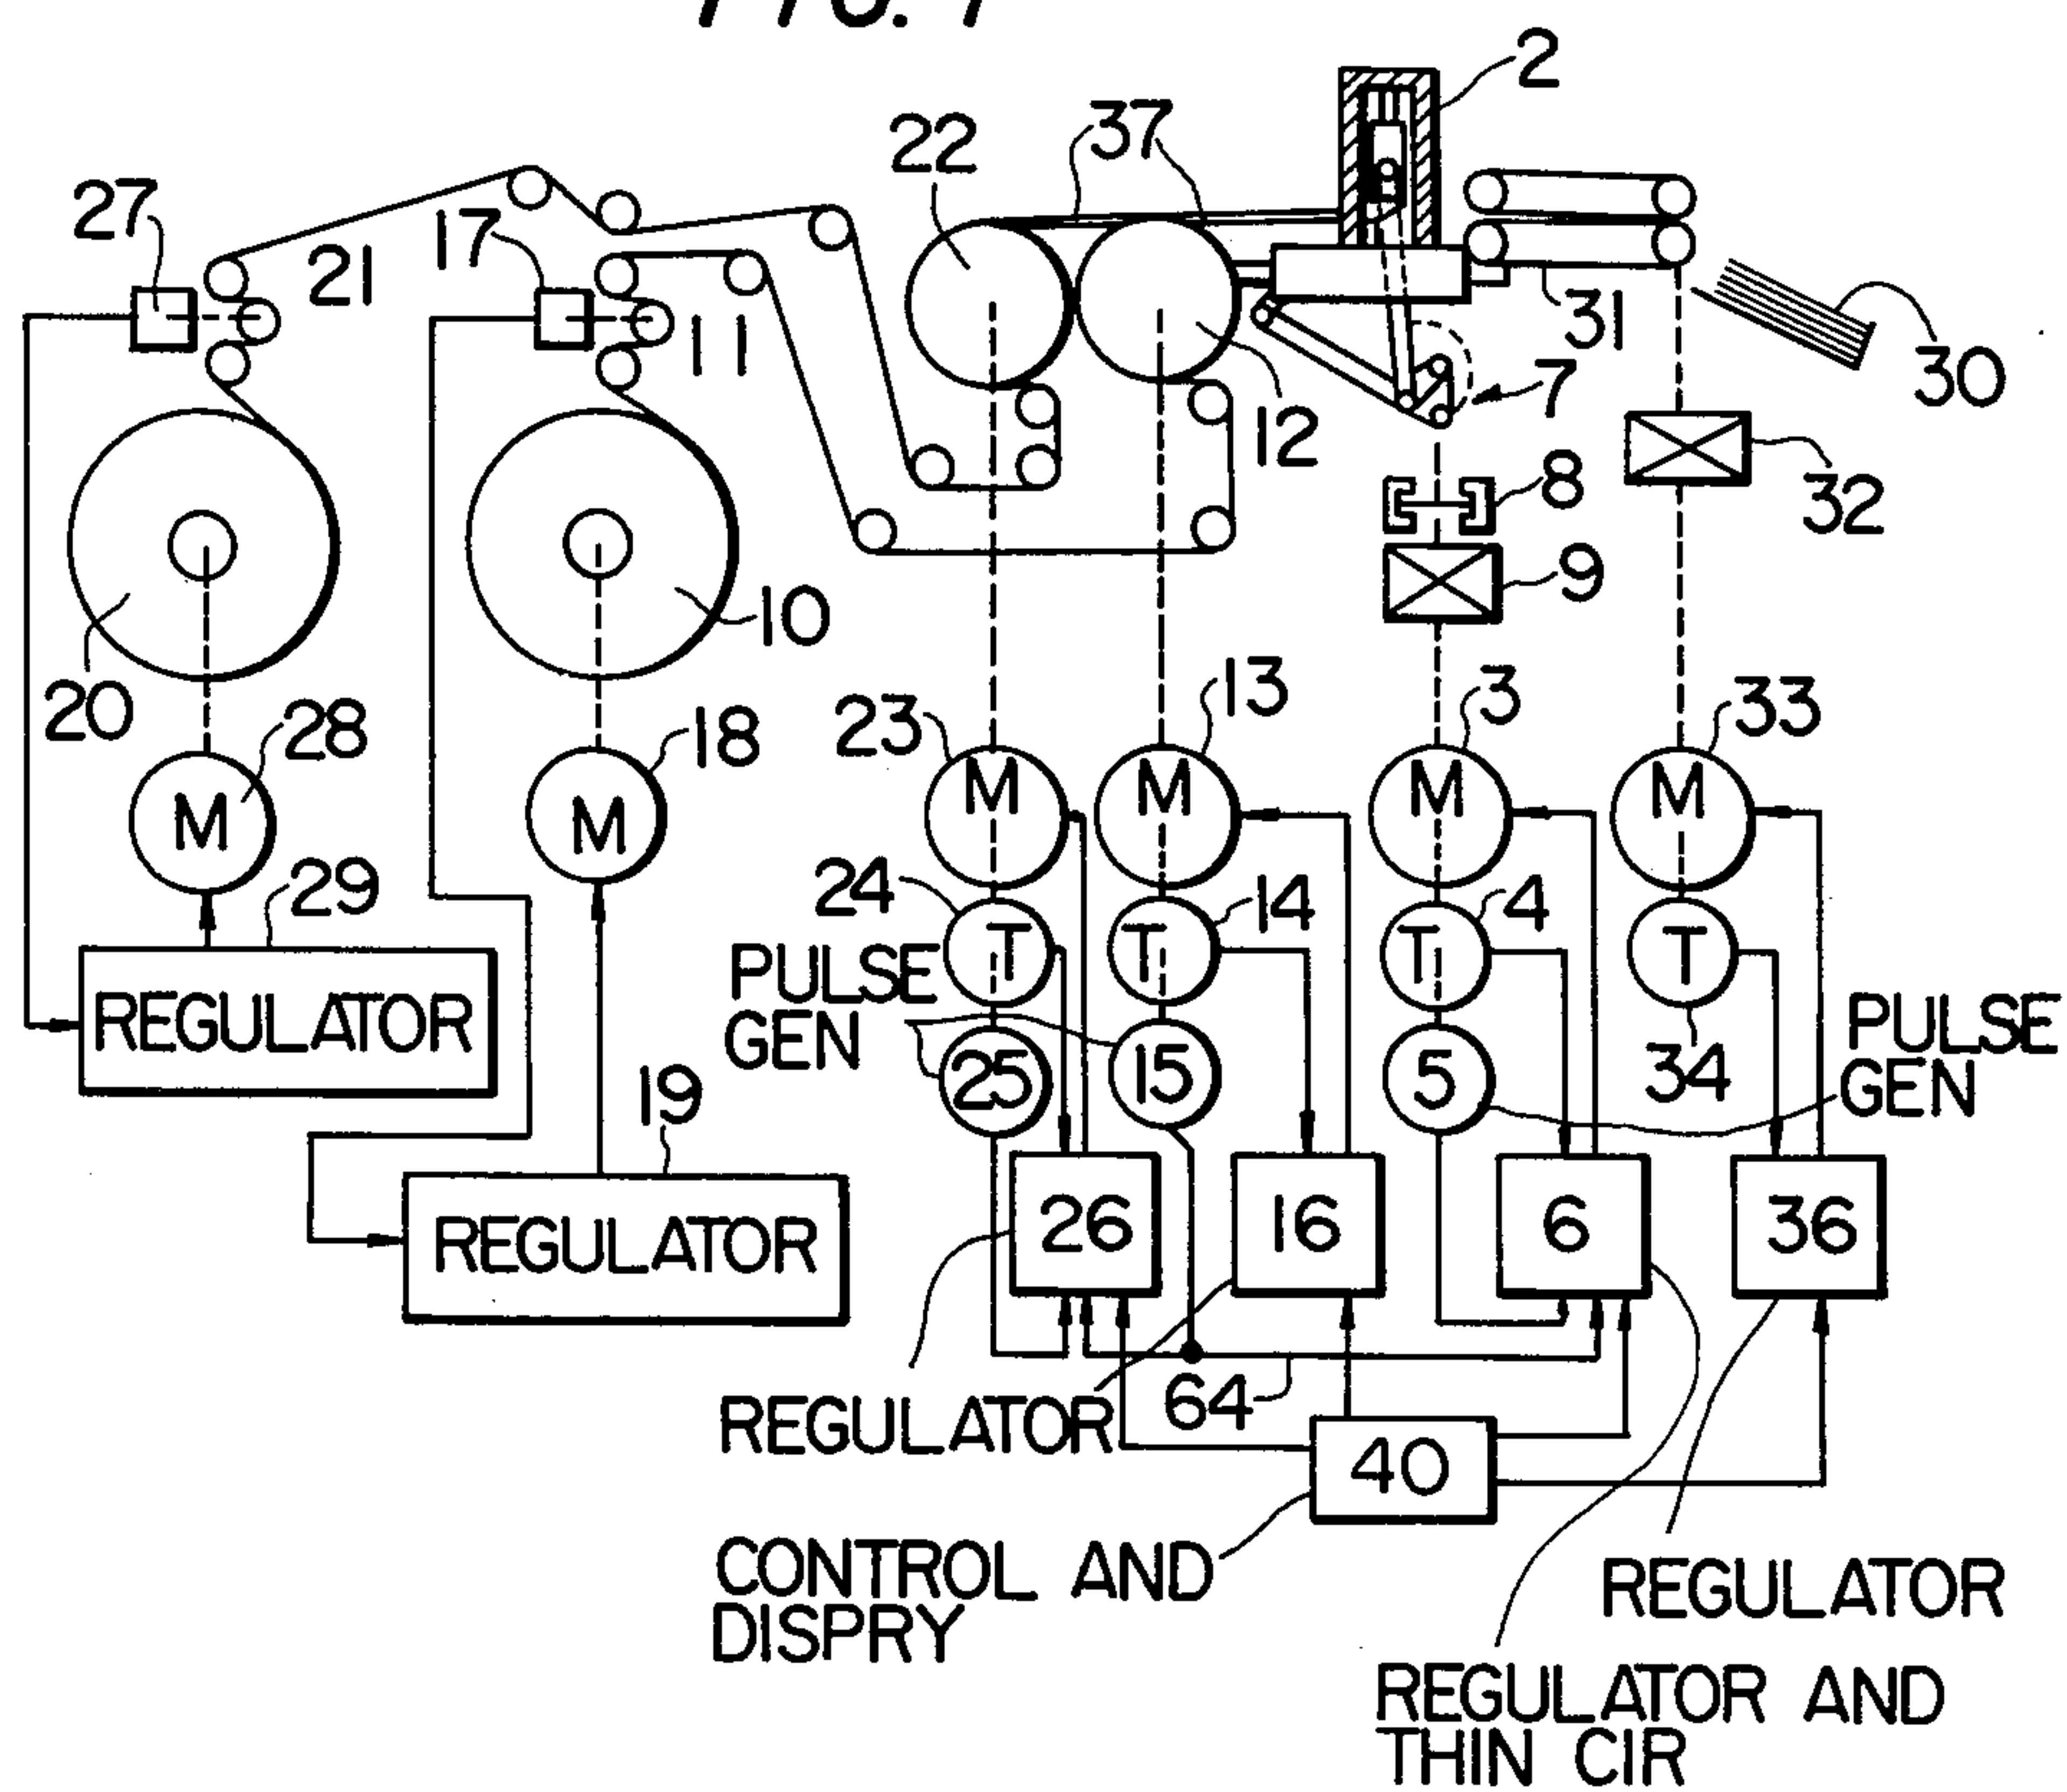 FIG. 1
2
37
22
27
17
21
11
31
30
7
12
8
32
9
10
20
13
3
33
23
28
18
M
M
M
M
M
M
29
24
14
4
T
T
T
T
PULSE
GEN
REGULATOR
25
15
5
34
PULSE
GEN
19
REGULATOR
26
16
6
36
REGULATOR
64
40
CONTROL AND
DISPRY
REGULATOR
REGULATOR AND
THIN CIR